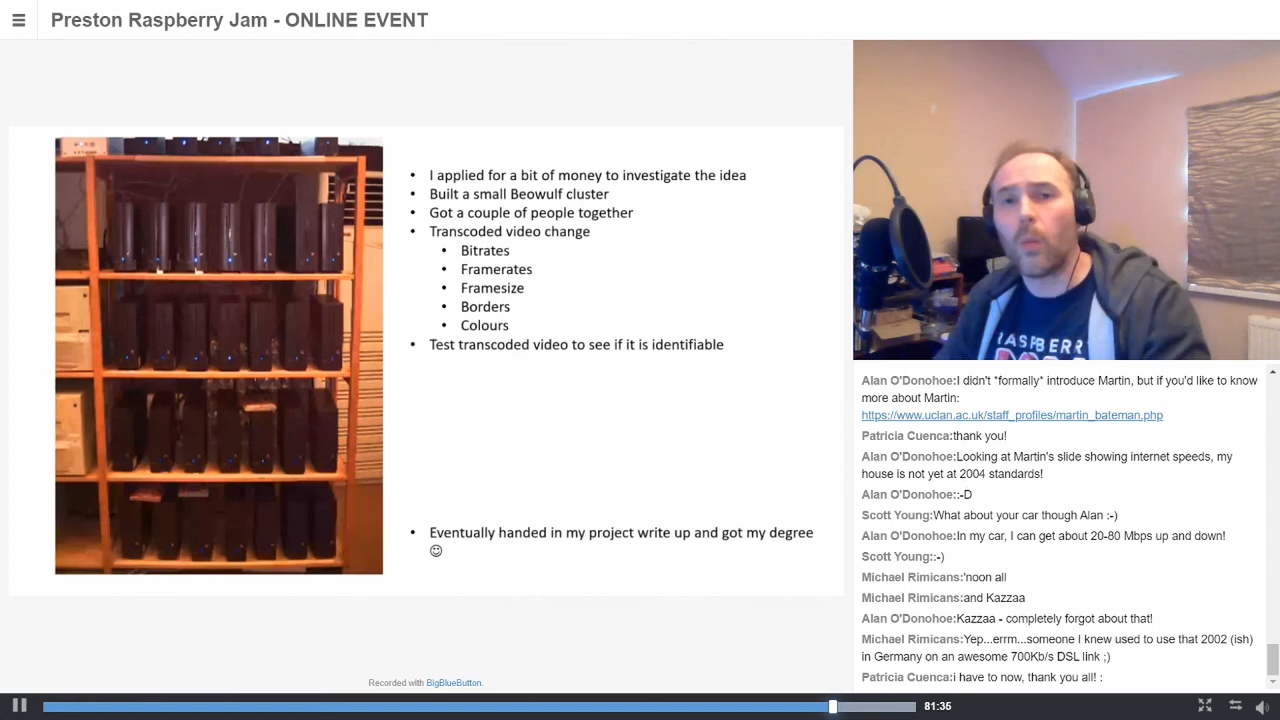 Preston Raspberry Jam - ONLINE EVENT
• I applied for a bit of money to investigate the idea
• Built a small Beowulf cluster
• Got a couple of people together
• Transcoded video change
• Bitrates
• Framerates
• Framesize
• Borders
• Colours
• Test transcoded video to see if it is identifiable
• Eventually handed in my project write up and got my degree
☺
RASPBERRY
Alan O'Donohoe:I didn't *formally* introduce Martin, but if you'd like to know
more about Martin:
https://www.uclan.ac.uk/staff_profiles/martin_bateman.php
Patricia Cuenca:thank you!
Alan O'Donohoe:Looking at Martin's slide showing internet speeds, my
house is not yet at 2004 standards!
Alan O'Donohoe::-D
Scott Young:What about your car though Alan :-)
Alan O'Donohoe:In my car, I can get about 20-80 Mbps up and down!
Scott Young::-)
Michael Rimicans:'noon all
Michael Rimicans:and Kazzaa
Alan O'Donohoe:Kazzaa - completely forgot about that!
Michael Rimicans:Yep...errm...someone I knew used to use that 2002 (ish)
in Germany on an awesome 700Kb/s DSL link ;)
Patricia Cuenca:i have to now, thank you all! :
Recorded with BigBlueButton.
81:35